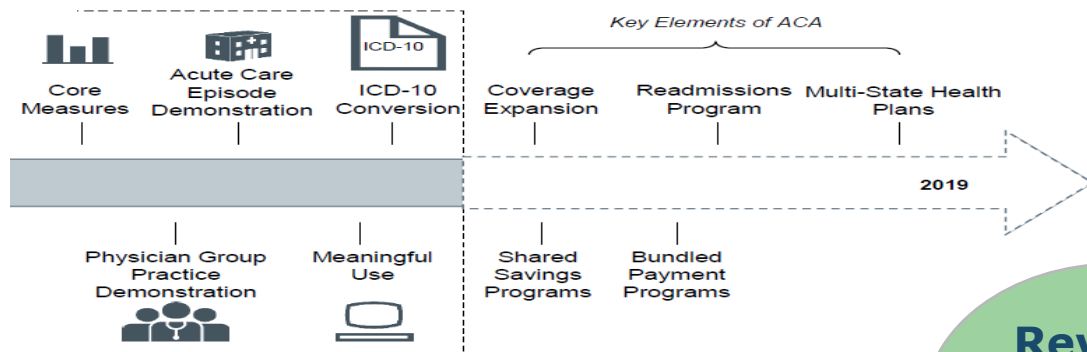 Key Elements of ACA
ICD-10
Core
Measures
Acute Care
Episode
Demonstration
ICD-10
Conversion
Coverage
Expansion
Readmissions
Program
Multi-State Health
Plans
2019
Physician Group
Practice
Demonstration
Meaningful
Use
Shared
Savings
Programs
Bundled
Payment
Programs